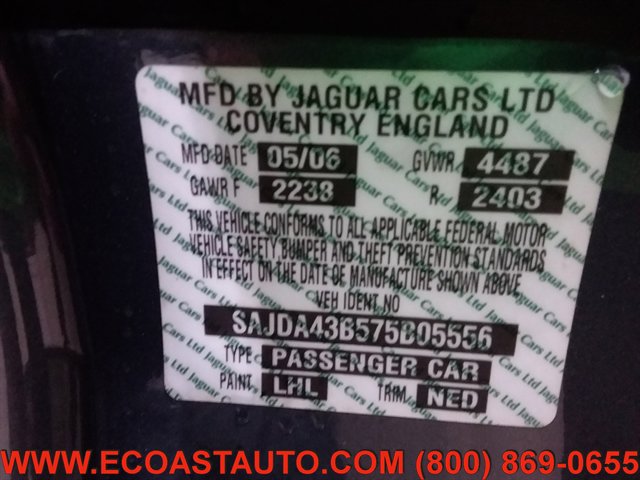 MFD BY JAGUAR CARS LTD
COVENTRY ENGLAND
MFD DATE 05/06 GVWR 4487
GAWR F 2238 R 2403
THIS VEHICLE CONFORMS TO ALL APPLICABLE FEDERAL MOTOR
VEHICLE SAFETY BUMPER AND THEFT PREVENTION STANDARDS
IN EFFECT ON THE DATE OF MANUFACTURE SHOWN ABOVE
VEH IDENT NO
SAJDA43B575B05556
TYPE PASSENGER CAR
PAINT LHL TRIM NED
WWW.ECOASTAUTO.COM (800) 869-0655